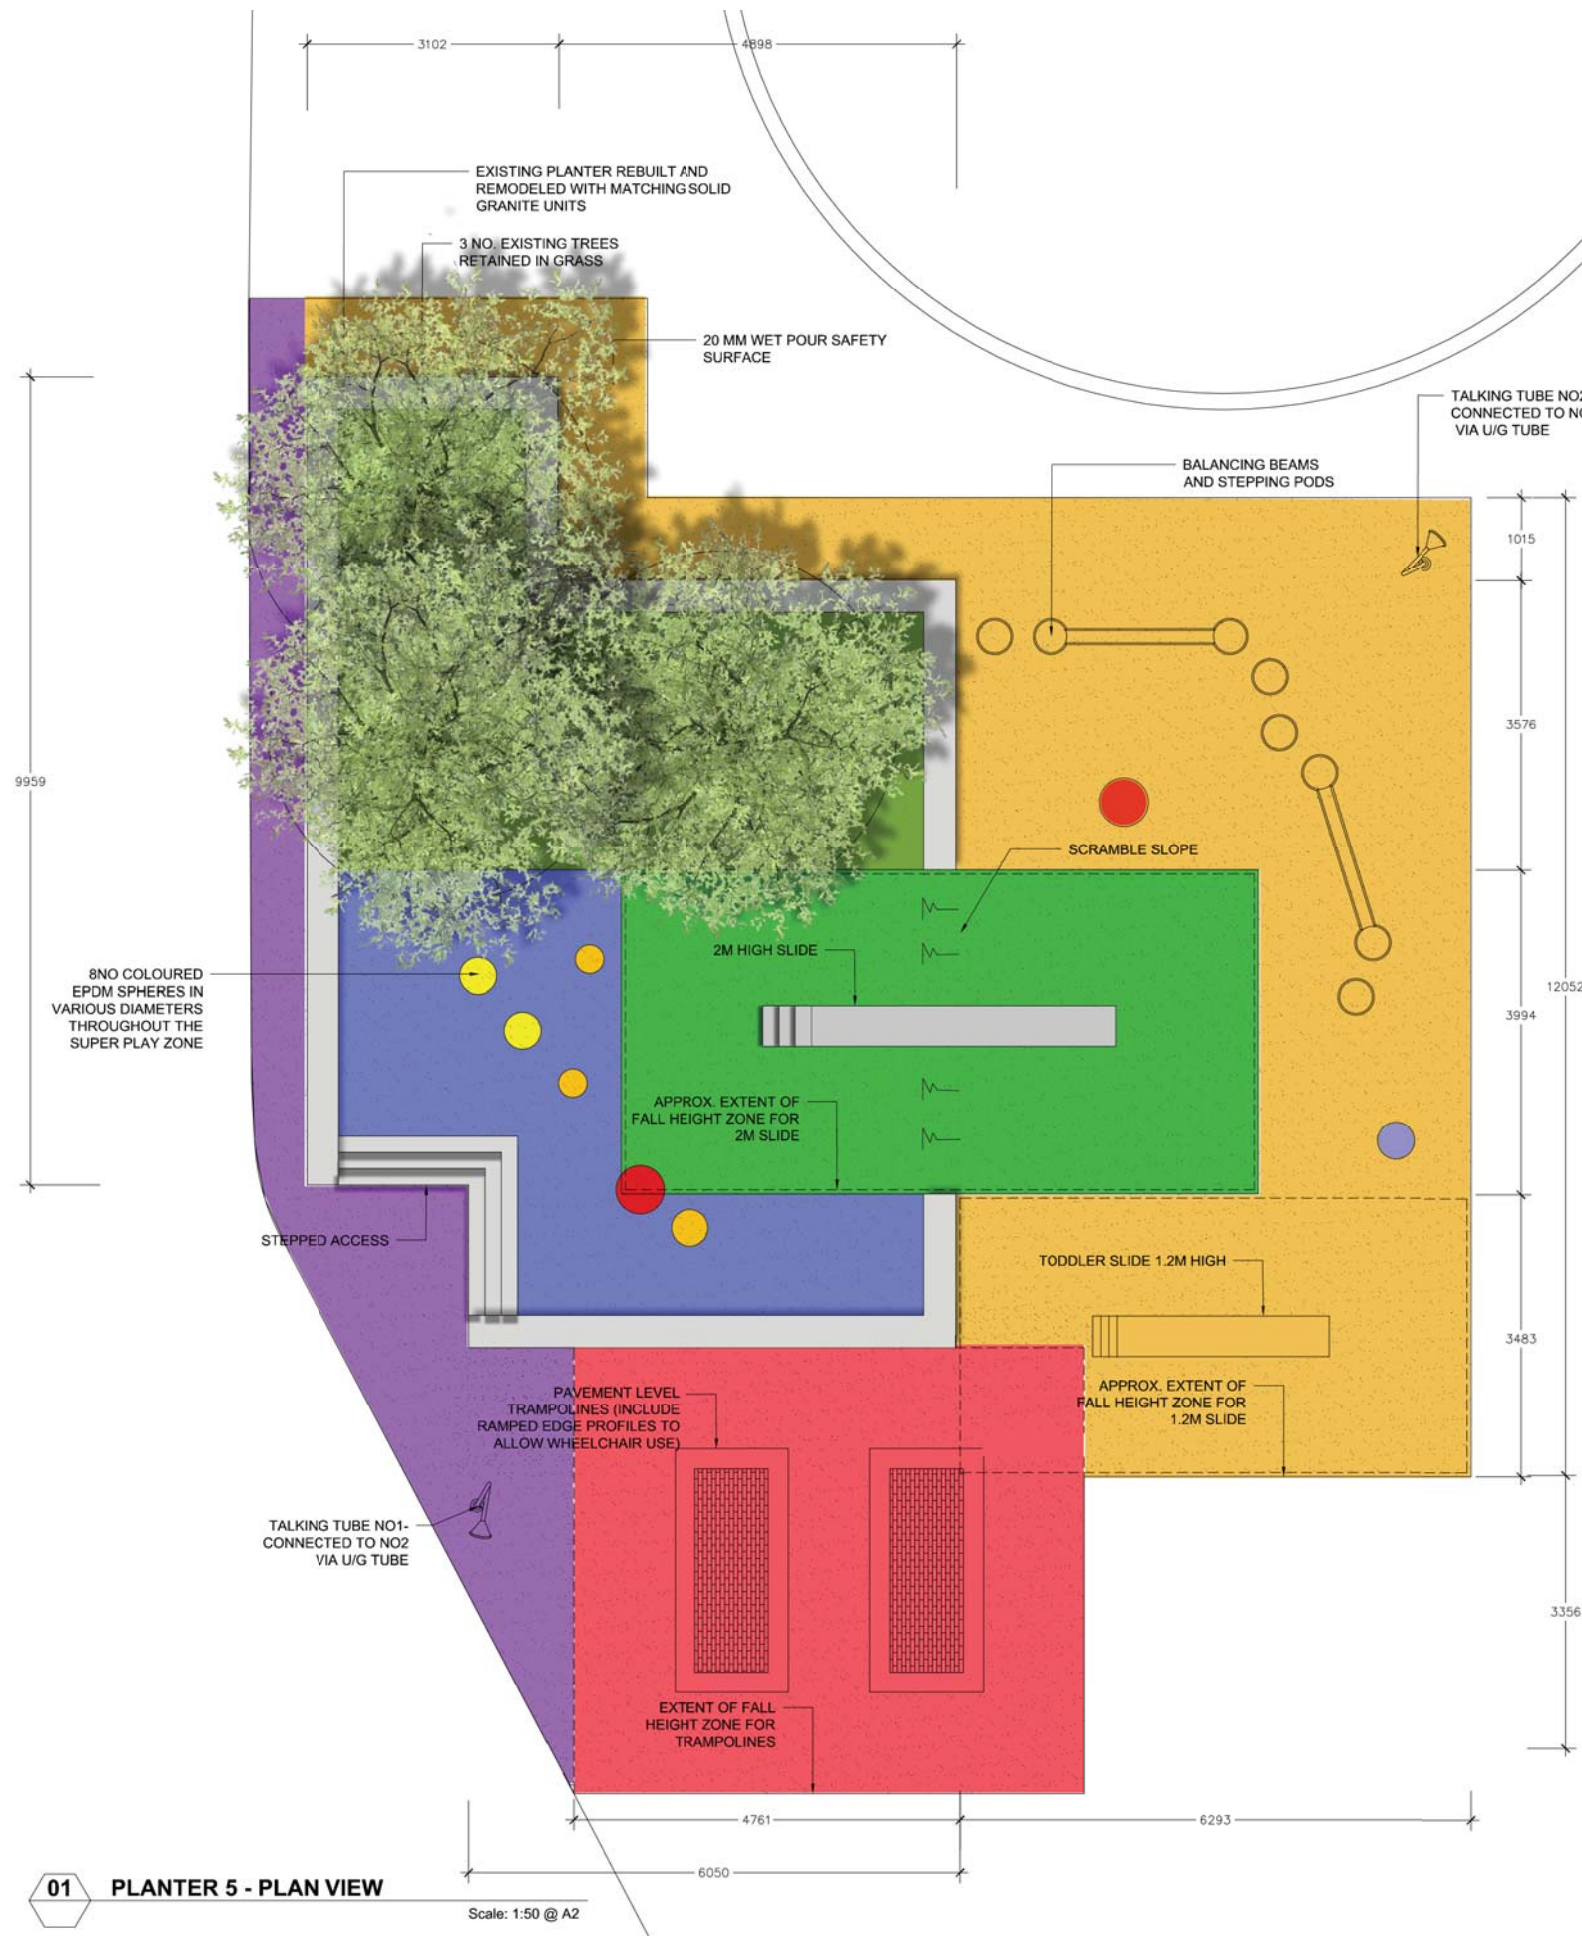 3102
4898
EXISTING PLANTER REBUILT AND
REMODELED WITH MATCHING SOLID
GRANITE UNITS
3 NO. EXISTING TREES
RETAINED IN GRASS
20 MM WET POUR SAFETY
SURFACE
TALKING TUBE NO2
CONNECTED TO
VIA U/G TUBE
BALANCING BEAMS
AND STEPPING PODS
1015
3576
9959
SCRAMBLE SLOPE
2M HIGH SLIDE
8NO COLOURED
EPDM SPHERES IN
VARIOUS DIAMETERS
THROUGHOUT THE
SUPER PLAY ZONE
12052
3994
APPROX. EXTENT OF
FALL HEIGHT ZONE FOR
2M SLIDE
STEPPED ACCESS
TODDLER SLIDE 1.2M HIGH
3483
APPROX. EXTENT OF
FALL HEIGHT ZONE FOR
1.2M SLIDE
PAVEMENT LEVEL
TRAMPOLINES (INCLUDE
RAMPED EDGE PROFILES TO
ALLOW WHEELCHAIR USE)
TALKING TUBE NO1-
CONNECTED TO NO2
VIA U/G TUBE
3356
EXTENT OF FALL
HEIGHT ZONE FOR
TRAMPOLINES
4761
6293
6050
01 PLANTER 5 - PLAN VIEW
Scale: 1:50 @ A2